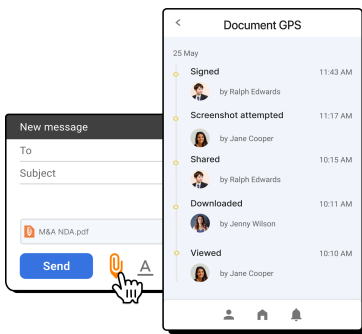 Document GPS
25 May
Signed 11:43 AM
by Ralph Edwards
Screenshot attempted 11:17 AM
by Jane Cooper
Shared 10:15 AM
by Ralph Edwards
Downloaded 10:11 AM
by Jenny Wilson
Viewed 10:10 AM
by Jane Cooper
New message
To
Subject
M&A NDA.pdf
Send
A